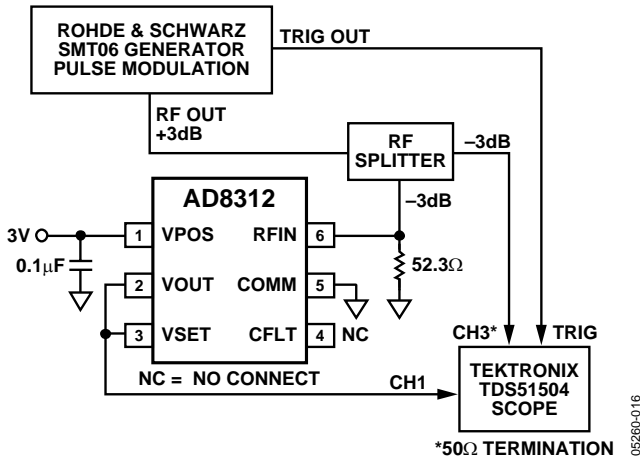 ROHDE & SCHWARZ
SMT06 GENERATOR
PULSE MODULATION
TRIG OUT
RF OUT
+3dB
RF
SPLITTER
–3dB
–3dB
AD8312
3V
1 VPOS
RFIN 6
0.1µF
52.3Ω
2 VOUT
COMM 5
3 VSET
CFLT 4
NC
CH3*
TRIG
NC = NO CONNECT
CH1
TEKTRONIX
TDS51504
SCOPE
*50Ω TERMINATION
05260-016